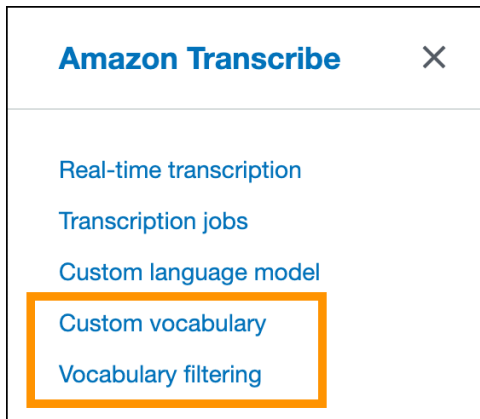 Amazon Transcribe
Real-time transcription
Transcription jobs
Custom language model
Custom vocabulary
Vocabulary filtering